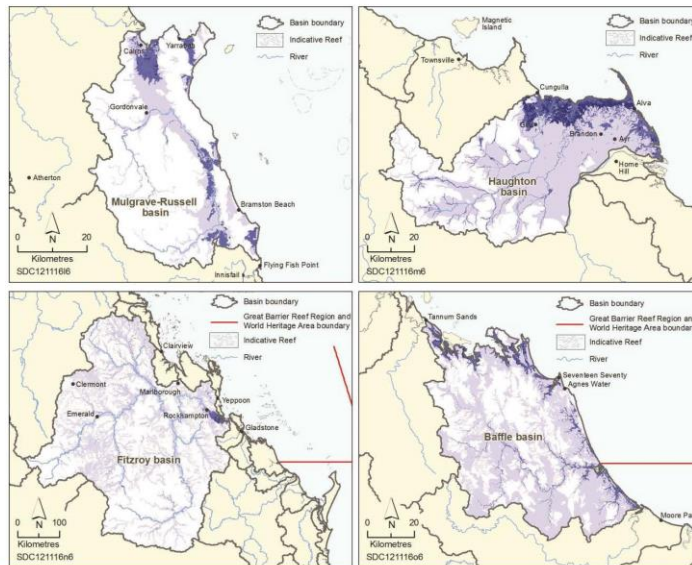 Basin boundary
Indicative Reef
River
Cairns
Yarrabah
Gordonvale
Atherton
Mulgrave-Russell
basin
Bramston Beach
Flying Fish Point
Innisfail
N
0 20
Kilometres
SDC121116l6
Magnetic
Island
Basin boundary
Indicative Reef
River
Townsville
Cungulla
Alva
Brandon
Ayr
Home
Hill
Haughton
basin
N
0 20
Kilometres
SDC121116m6
Basin boundary
Great Barrier Reef Region and
World Heritage Area boundary
Indicative Reef
River
Clairview
Clermont
Marlborough
Yeppoon
Emerald
Rockhampton
Gladstone
Fitzroy basin
N
0 100
Kilometres
SDC121116n6
Basin boundary
Great Barrier Reef Region and
World Heritage Area boundary
Indicative Reef
River
Tannum Sands
Seventeen Seventy
Agnes Water
Baffle basin
Moore Pa
N
0 20
Kilometres
SDC121116o6